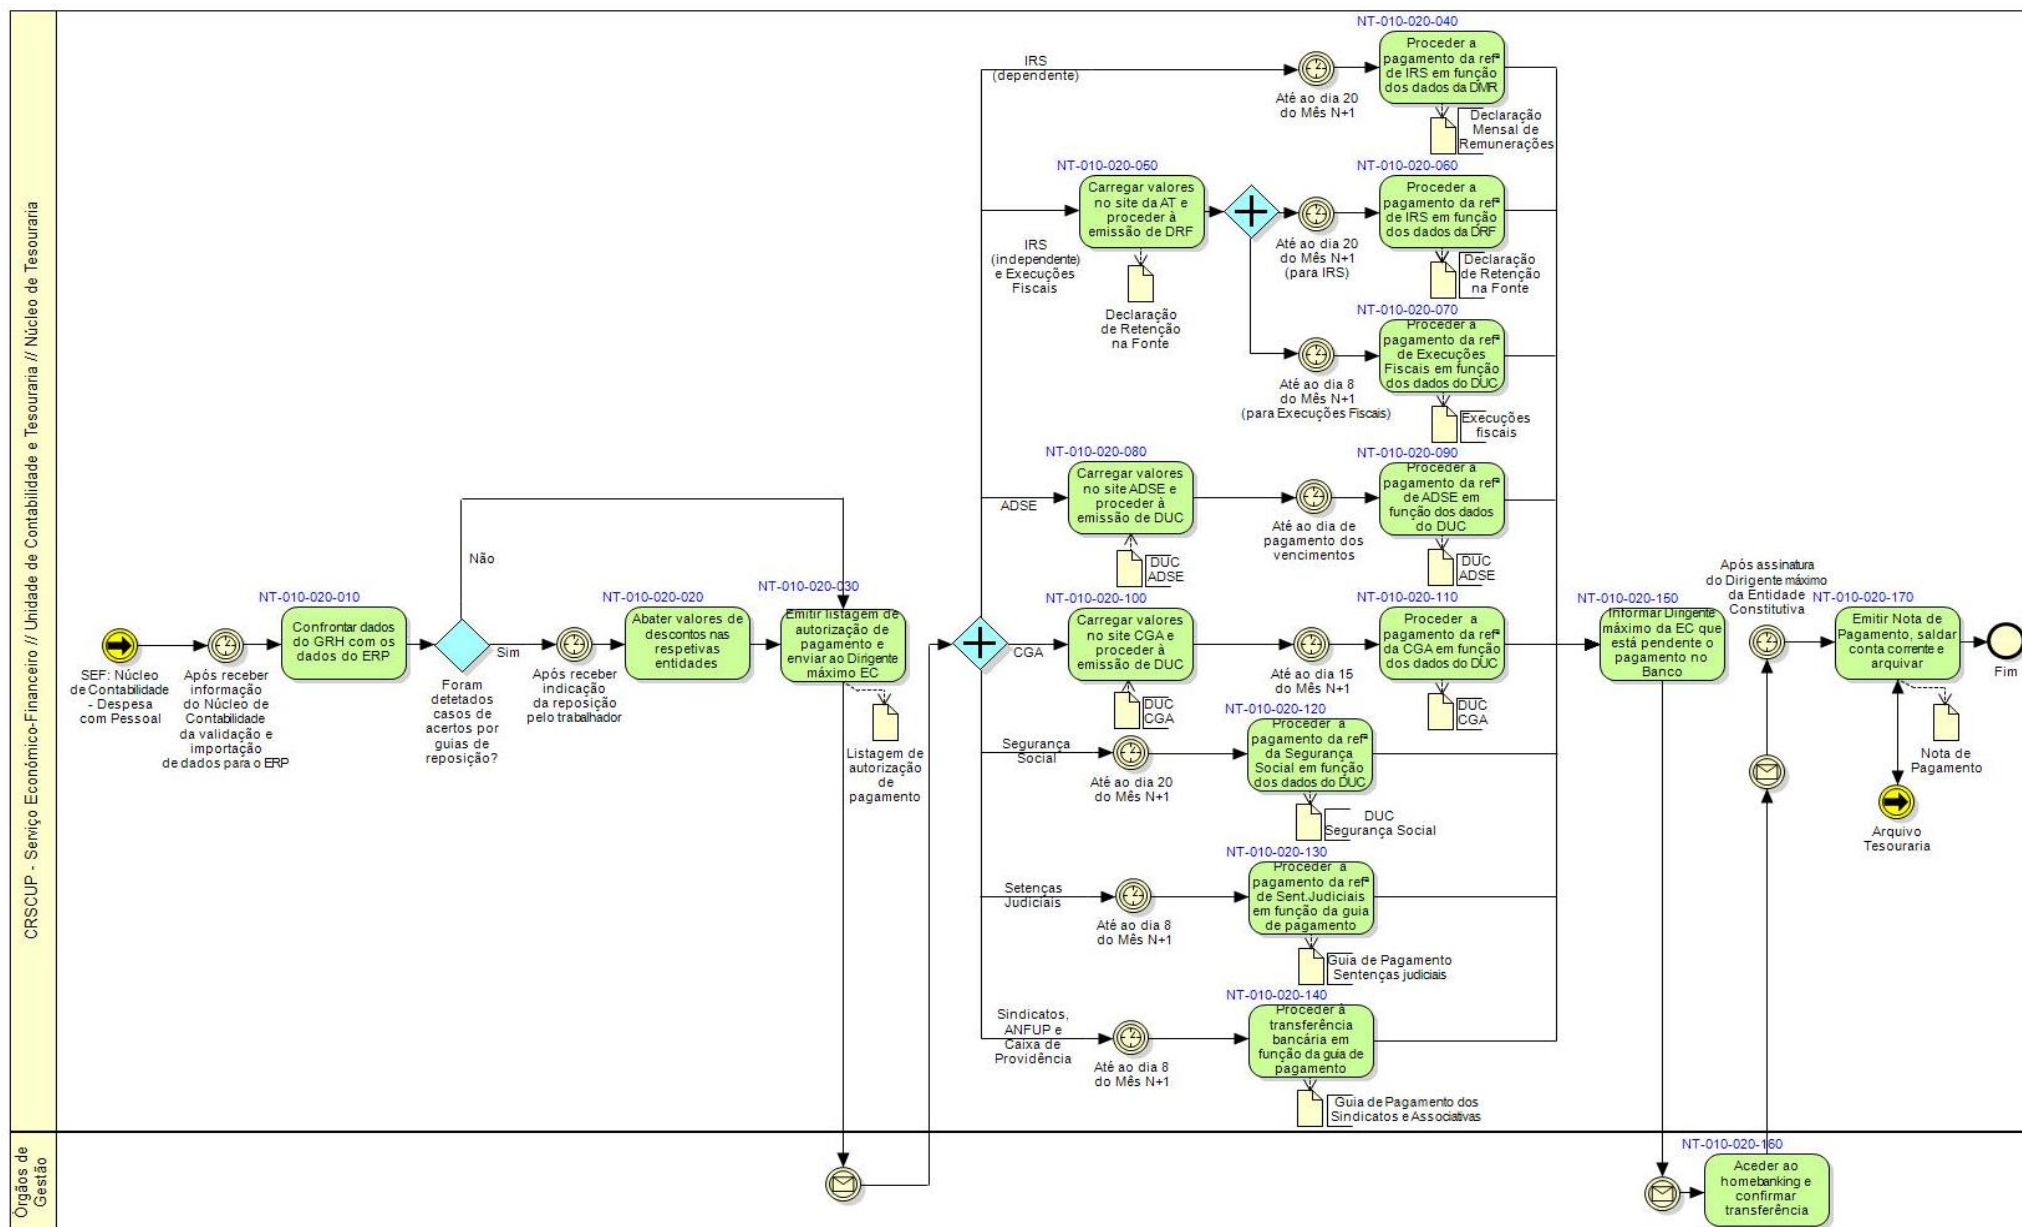 CRSCUP - Serviço Económico-Financeiro // Unidade de Contabilidade e Tesouraria // Núcleo de Tesouraria
SEF: Núcleo
de Contabilidade
- Despesa
com Pessoal
Após receber
informação
do Núcleo de
Contabilidade
da validação e
importação
de dados para o ERP
NT-010-020-010
Confrontar dados
do GRH com os
dados do ERP
Foram
detetados
casos de
acertos por
guias de
reposição?
Não
Sim
Após receber
indicação
da reposição
pelo trabalhador
NT-010-020-020
Abater valores de
descontos nas
respetivas
entidades
NT-010-020-030
Emitir listagem de
autorização de
pagamento e
enviar ao Dirigente
máximo EC
Listagem de
autorização
de
pagamento
IRS
(dependente)
Até ao dia 20
do Mês N+1
NT-010-020-040
Proceder a
pagamento da refª
de IRS em função
dos dados da DMR
Declaração
Mensal de
Remunerações
IRS
(independente)
e Execuções
Fiscais
NT-010-020-050
Carregar valores
no site da AT e
proceder à
emissão de DRF
Declaração
de Retenção
na Fonte
Até ao dia 20
do Mês N+1
(para IRS)
NT-010-020-060
Proceder a
pagamento da refª
de IRS em função
dos dados da DRF
Declaração
de Retenção
na Fonte
Até ao dia 8
do Mês N+1
(para Execuções Fiscais)
NT-010-020-070
Proceder a
pagamento da refª
de Execuções
Fiscais em função
dos dados do DUC
Execuções
fiscais
ADSE
NT-010-020-080
Carregar valores
no site ADSE e
proceder à
emissão de DUC
DUC
ADSE
Até ao dia de
pagamento dos
vencimentos
NT-010-020-090
Proceder a
pagamento da refª
de ADSE em
função dos dados
do DUC
DUC
ADSE
CGA
NT-010-020-100
Carregar valores
no site CGA e
proceder à
emissão de DUC
DUC
CGA
Até ao dia 15
do Mês N+1
NT-010-020-110
Proceder a
pagamento da refª
da CGA em função
dos dados do DUC
DUC
CGA
Segurança
Social
Até ao dia 20
do Mês N+1
NT-010-020-120
Proceder a
pagamento da refª
da Segurança
Social em função
dos dados do DUC
DUC
Segurança Social
Setenças
Judiciais
Até ao dia 8
do Mês N+1
NT-010-020-130
Proceder a
pagamento da refª
de Sent.Judiciais
em função da guia
de pagamento
Guia de Pagamento
Sentenças judiciais
Sindicatos,
ANFUP e
Caixa de
Providência
Até ao dia 8
do Mês N+1
NT-010-020-140
Proceder à
transferência
bancária em
função da guia de
pagamento
Guia de Pagamento dos
Sindicatos e Associativas
NT-010-020-150
Informar Dirigente
máximo da EC que
está pendente o
pagamento no
Banco
Após assinatura
do Dirigente máximo
da Entidade
Constitutiva
NT-010-020-170
Emitir Nota de
Pagamento, saldar
conta corrente e
arquivar
Fim
Nota de
Pagamento
Arquivo
Tesouraria
Órgãos de
Gestão
NT-010-020-160
Aceder ao
homebanking e
confirmar
transferência